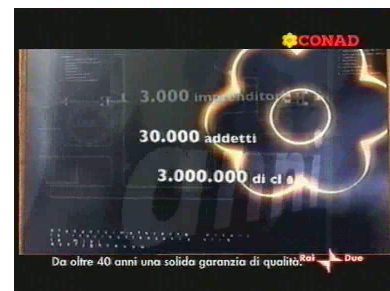 CONAD
3.000 imprenditori
30.000 addetti
3.000.000 di
anni
Da oltre 40 anni una solida garanzia di qualità.
Rai Due